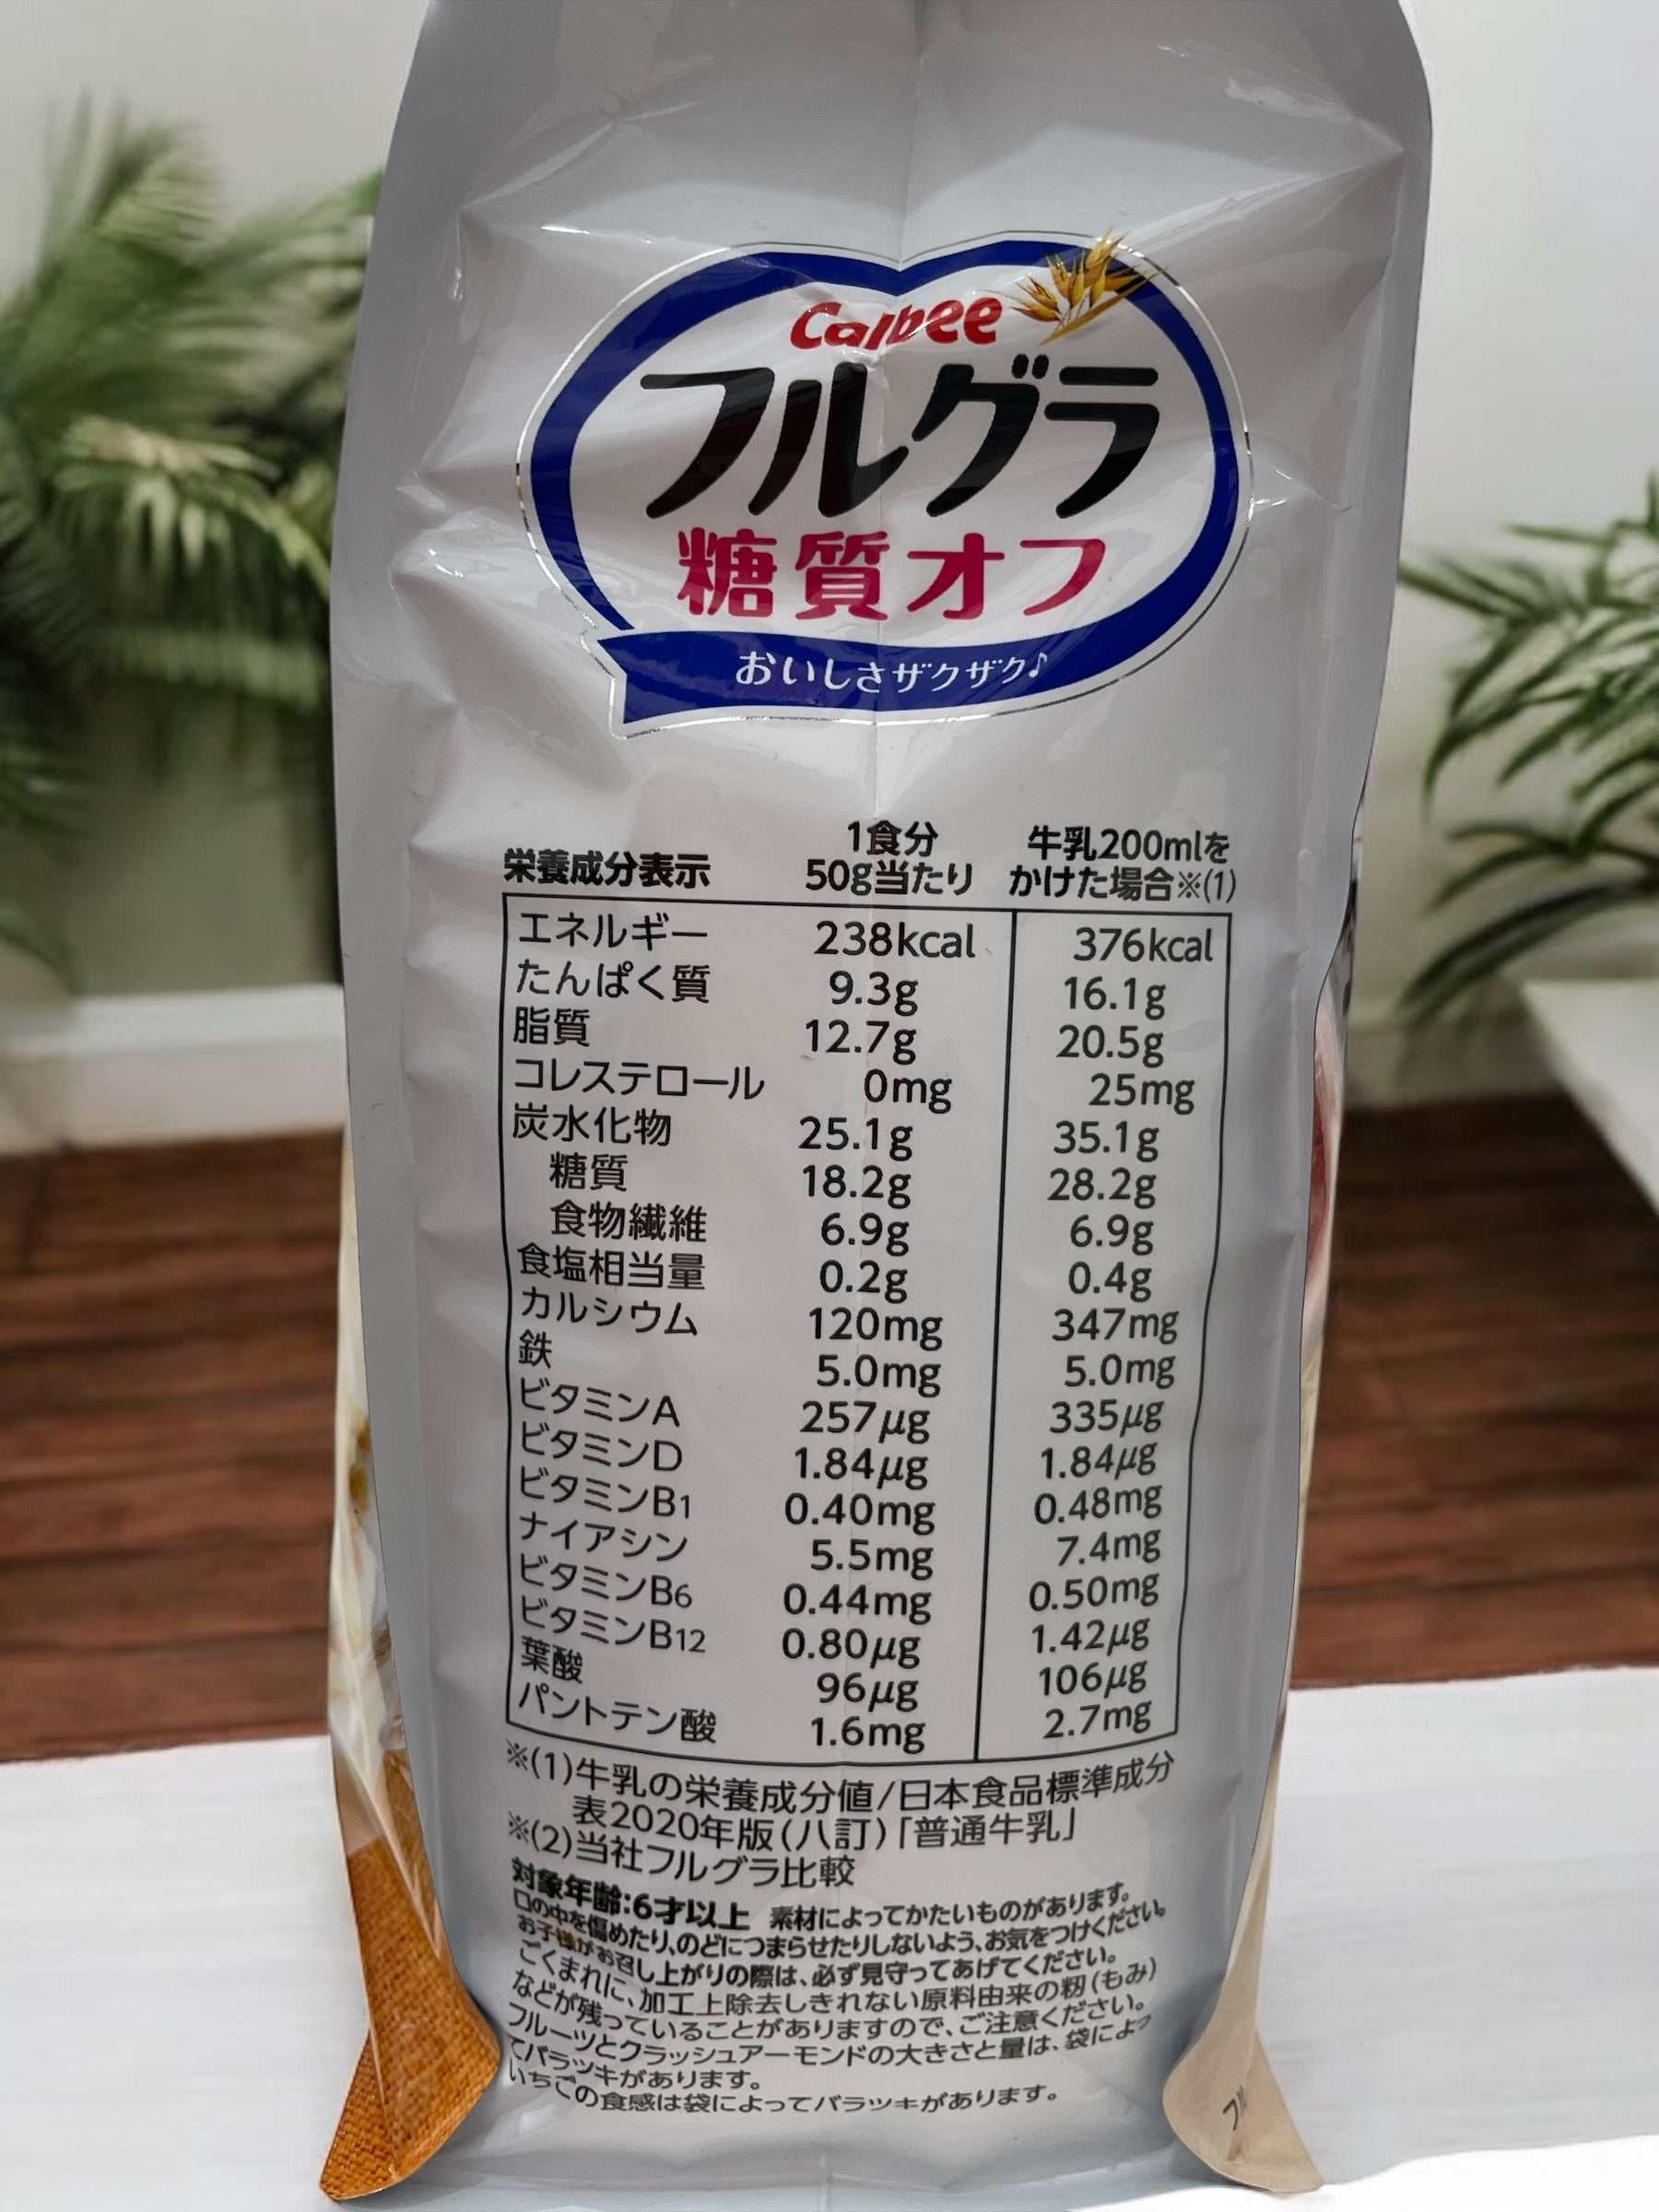 Calbee
フルグラ
糖質オフ
おいしさザクザク♪
栄養成分表示 1食分 50g当たり 牛乳200mlを かけた場合※(1)
エネルギー 238kcal 376kcal
たんぱく質 9.3g 16.1g
脂質 12.7g 20.5g
コレステロール 0mg 25mg
炭水化物 25.1g 35.1g
糖質 18.2g 28.2g
食物繊維 6.9g 6.9g
食塩相当量 0.2g 0.4g
カルシウム 120mg 347mg
鉄 5.0mg 5.0mg
ビタミンA 257μg 335μg
ビタミンD 1.84μg 1.84μg
ビタミンB1 0.40mg 0.48mg
ナイアシン 5.5mg 7.4mg
ビタミンB6 0.44mg 0.50mg
ビタミンB12 0.80μg 1.42μg
葉酸 96μg 106μg
パントテン酸 1.6mg 2.7mg
※(1)牛乳の栄養成分値/日本食品標準成分
表2020年版(八訂)「普通牛乳」
※(2)当社フルグラ比較
対象年齢:6才以上 素材によってかたいものがあります。
口の中を傷めたり、のどにつまらせたりしないよう、お気をつけください。
お子様がお召し上がりの際は、必ず見守ってあげてください。
ごくまれに、加工上除去しきれない原料由来の籾(もみ)
などが残っていることがありますので、ご注意ください。
フルーツとクラッシュアーモンドの大きさと量は、袋によっ
てバラツキがあります。
いちごの食感は袋によってバラツキがあります。